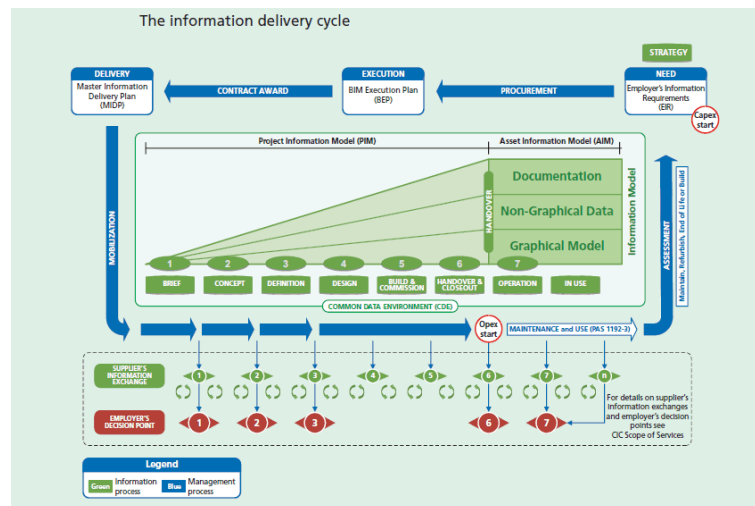 The information delivery cycle
STRATEGY
DELIVERY
Master Information
Delivery Plan
(MIDP)
CONTRACT AWARD
EXECUTION
BIM Execution Plan
(BEP)
PROCUREMENT
NEED
Employer's Information
Requirements
(EIR)
Capex
start
Project Information Model (PIM)
Asset Information Model (AIM)
MOBILIZATION
HANDOVER
Documentation
Non-Graphical Data
Graphical Model
Information Model
ASSESSMENT
Maintain, Refurbish, End of Life or Build
1
2
3
4
5
6
7
BRIEF
CONCEPT
DEFINITION
DESIGN
BUILD &
COMMISSION
HANDOVER &
CLOSEOUT
OPERATION
IN USE
COMMON DATA ENVIRONMENT (CDE)
Opex
start
MAINTENANCE and USE (PAS 1192-3)
SUPPLIER'S
INFORMATION
EXCHANGE
1
2
3
4
5
6
7
n
EMPLOYER'S
DECISION POINT
1
2
3
6
7
For details on supplier's
information exchanges
and employer's decision
points see
CIC Scope of Services
Legend
Green Information
process
Blue Management
process